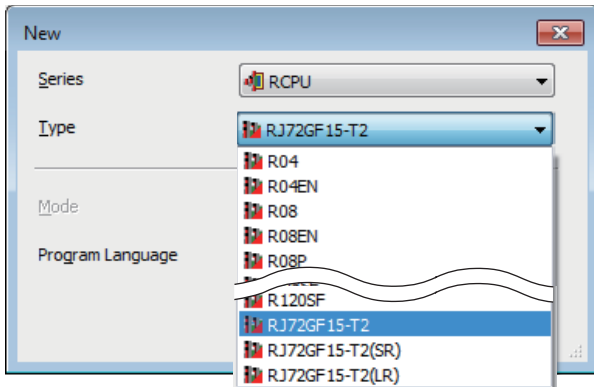 New
Series
RCPU
Type
RJ72GF15-T2
R04
R04EN
R08
R08EN
R08P
R120SF
RJ72GF15-T2
RJ72GF15-T2(SR)
RJ72GF15-T2(LR)
Mode
Program Language